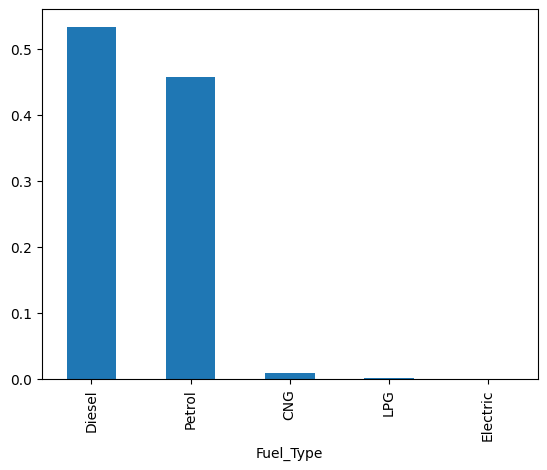 0.5
0.4
0.3
0.2
0.1
0.0
Diesel
Petrol
CNG
LPG
Electric
Fuel_Type